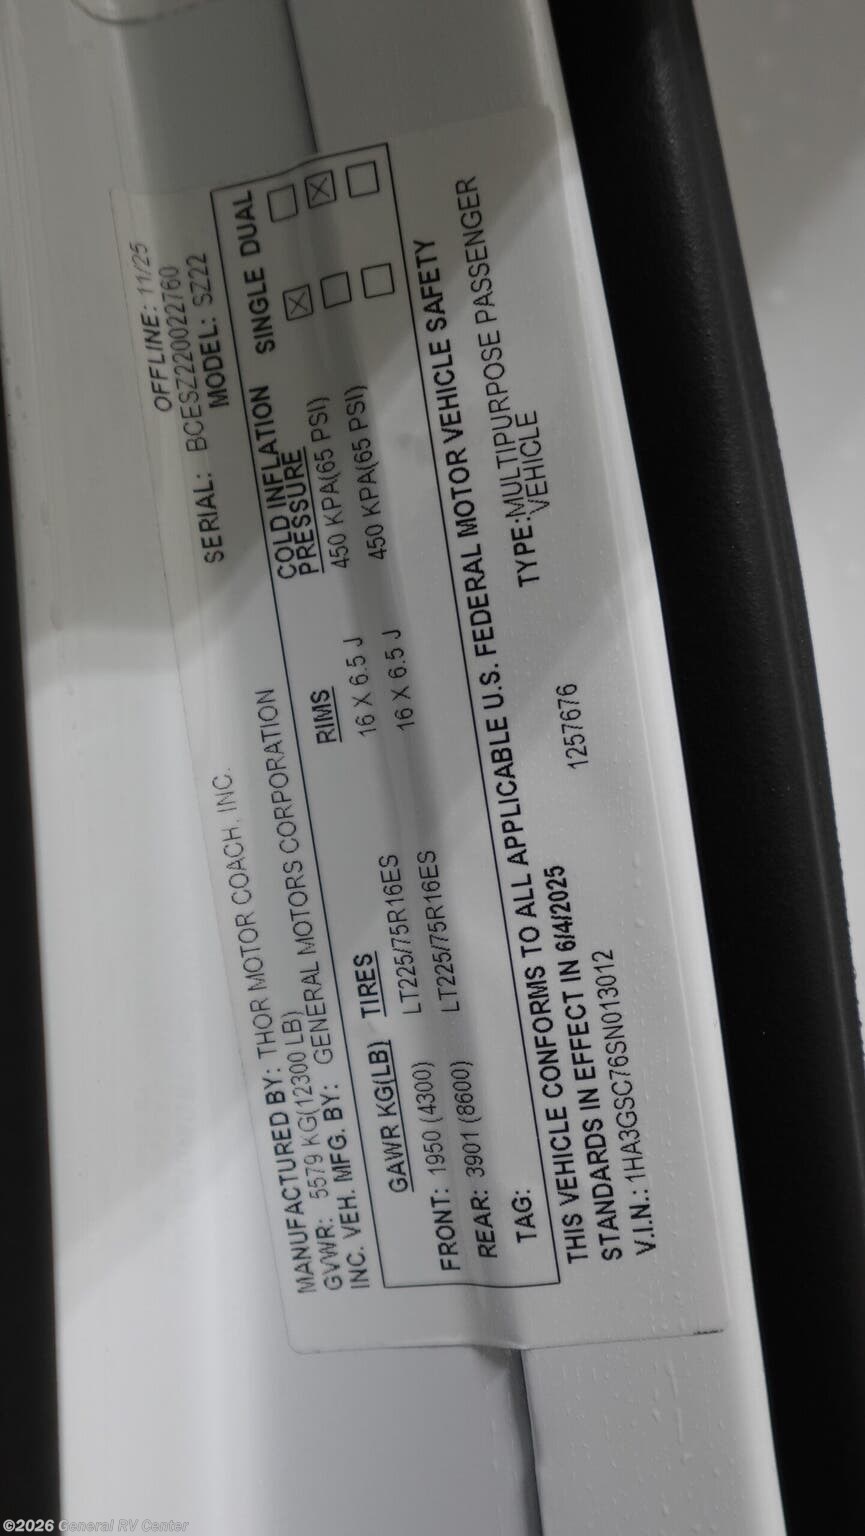 OFFLINE: 11/25
SERIAL: BCESZ220022760
MODEL: SZ22
MANUFACTURED BY: THOR MOTOR COACH, INC.
GVWR: 5579 KG(12300 LB)
INC. VEH. MFG. BY: GENERAL MOTORS CORPORATION
GAWR KG(LB) TIRES RIMS COLD INFLATION PRESSURE SINGLE DUAL
FRONT: 1950 (4300) LT225/75R16ES 16 X 6.5 J 450 KPA(65 PSI) ☒ ☐
REAR: 3901 (8600) LT225/75R16ES 16 X 6.5 J 450 KPA(65 PSI) ☐ ☒
TAG: ☐ ☐
THIS VEHICLE CONFORMS TO ALL APPLICABLE U.S. FEDERAL MOTOR VEHICLE SAFETY
STANDARDS IN EFFECT IN 6/4/2025
V.I.N.: 1HA3GSC76SN013012
1257676
TYPE:MULTIPURPOSE PASSENGER
VEHICLE
©2026 General RV Center